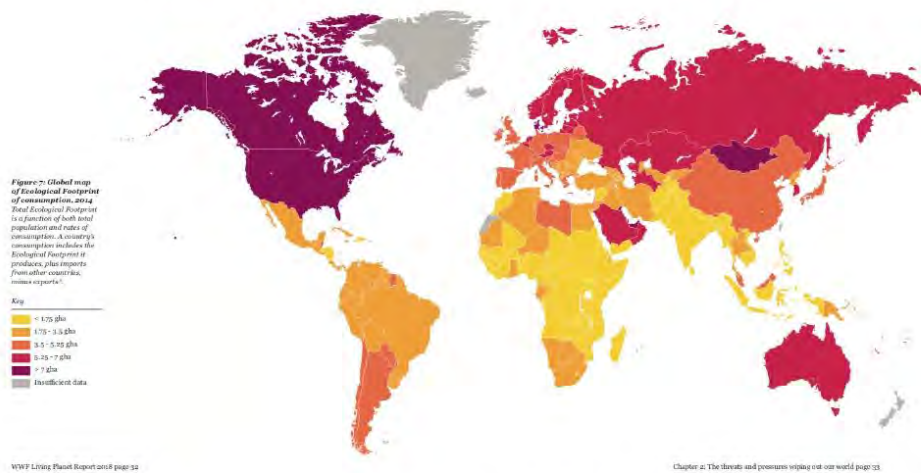 Figure 7: Global map
of Ecological Footprint
of consumption, 2014
Total Ecological Footprint
is a function of both total
population and rates of
consumption. A country's
consumption includes the
Ecological Footprint it
produces, plus imports
from other countries,
minus exports
Key
< 1.75 gha
1.75 - 3.5 gha
3.5 - 5.25 gha
5.25 - 7 gha
> 7 gha
Insufficient data
WWF Living Planet Report 2018 page 32
Chapter 2: The threats and pressures wiping out our world page 33